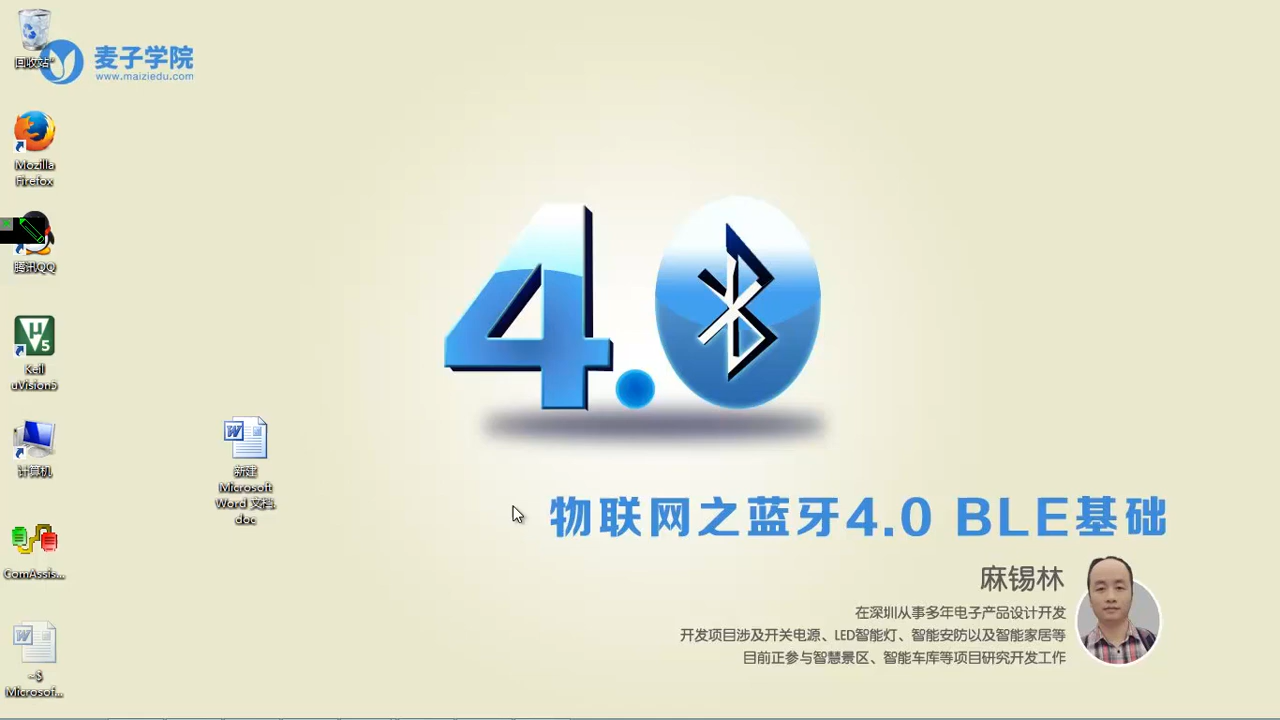 回收站
麦子学院
www.maiziedu.com
Mozilla
Firefox
腾讯QQ
Keil
uVision5
计算机
新建
Microsoft
Word 文档.
doc
ComAssis...
~$
Microsof...
4.0
物联网之蓝牙4.0 BLE基础
麻锡林
在深圳从事多年电子产品设计开发
开发项目涉及开关电源、LED智能灯、智能安防以及智能家居等
目前正参与智慧景区、智能车库等项目研究开发工作